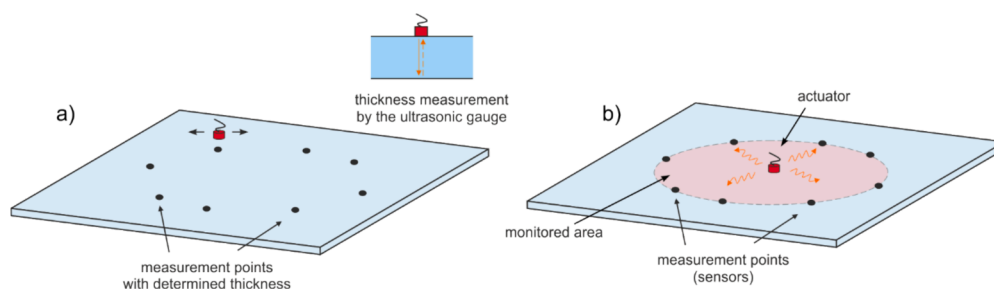 a)
thickness measurement
by the ultrasonic gauge
measurement points
with determined thickness
b)
actuator
monitored area
measurement points
(sensors)